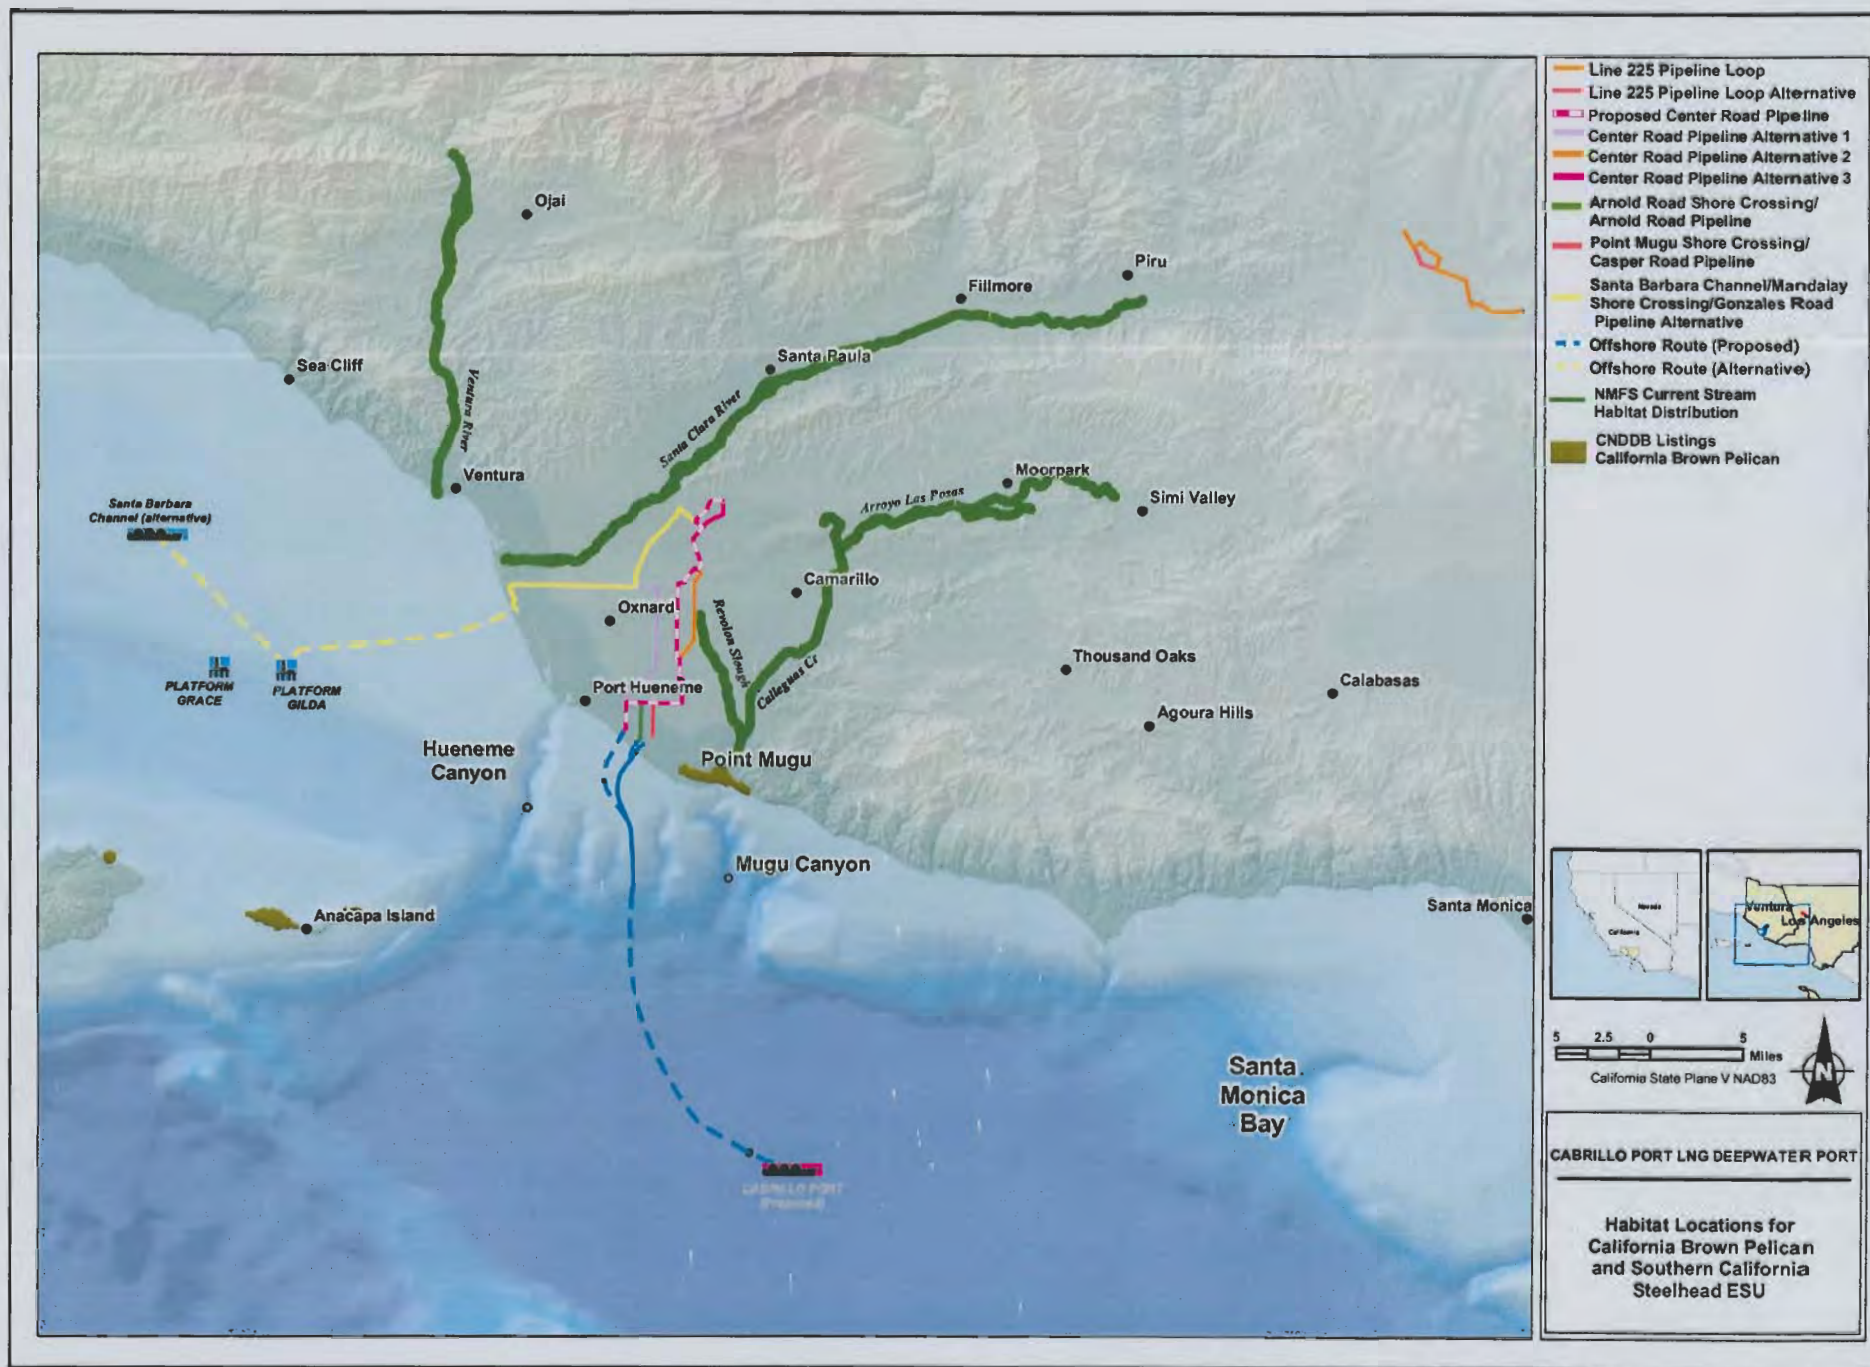 Ojai
Piru
Fillmore
Santa Paula
Sea Cliff
Ventura River
Santa Clara River
Ventura
Moorpark
Arroyo Las Posas
Simi Valley
Santa Barbara
Channel (alternative)
Camarillo
Oxnard
Revolon Slough
Calleguas Cr
Thousand Oaks
Calabasas
PLATFORM
GRACE
PLATFORM
GILDA
Port Hueneme
Agoura Hills
Hueneme
Canyon
Point Mugu
Mugu Canyon
Santa Monica
Anacapa Island
Santa
Monica
Bay
CABRILLO PORT
(Proposed)
Line 225 Pipeline Loop
Line 225 Pipeline Loop Alternative
Proposed Center Road Pipeline
Center Road Pipeline Alternative 1
Center Road Pipeline Alternative 2
Center Road Pipeline Alternative 3
Arnold Road Shore Crossing/
Arnold Road Pipeline
Point Mugu Shore Crossing/
Casper Road Pipeline
Santa Barbara Channel/Mandalay
Shore Crossing/Gonzales Road
Pipeline Alternative
Offshore Route (Proposed)
Offshore Route (Alternative)
NMFS Current Stream
Habitat Distribution
CNDDB Listings
California Brown Pelican
Nevada
California
Ventura
Los Angeles
5 2.5 0 5
Miles
California State Plane V NAD83
N
CABRILLO PORT LNG DEEPWATER PORT
Habitat Locations for
California Brown Pelican
and Southern California
Steelhead ESU